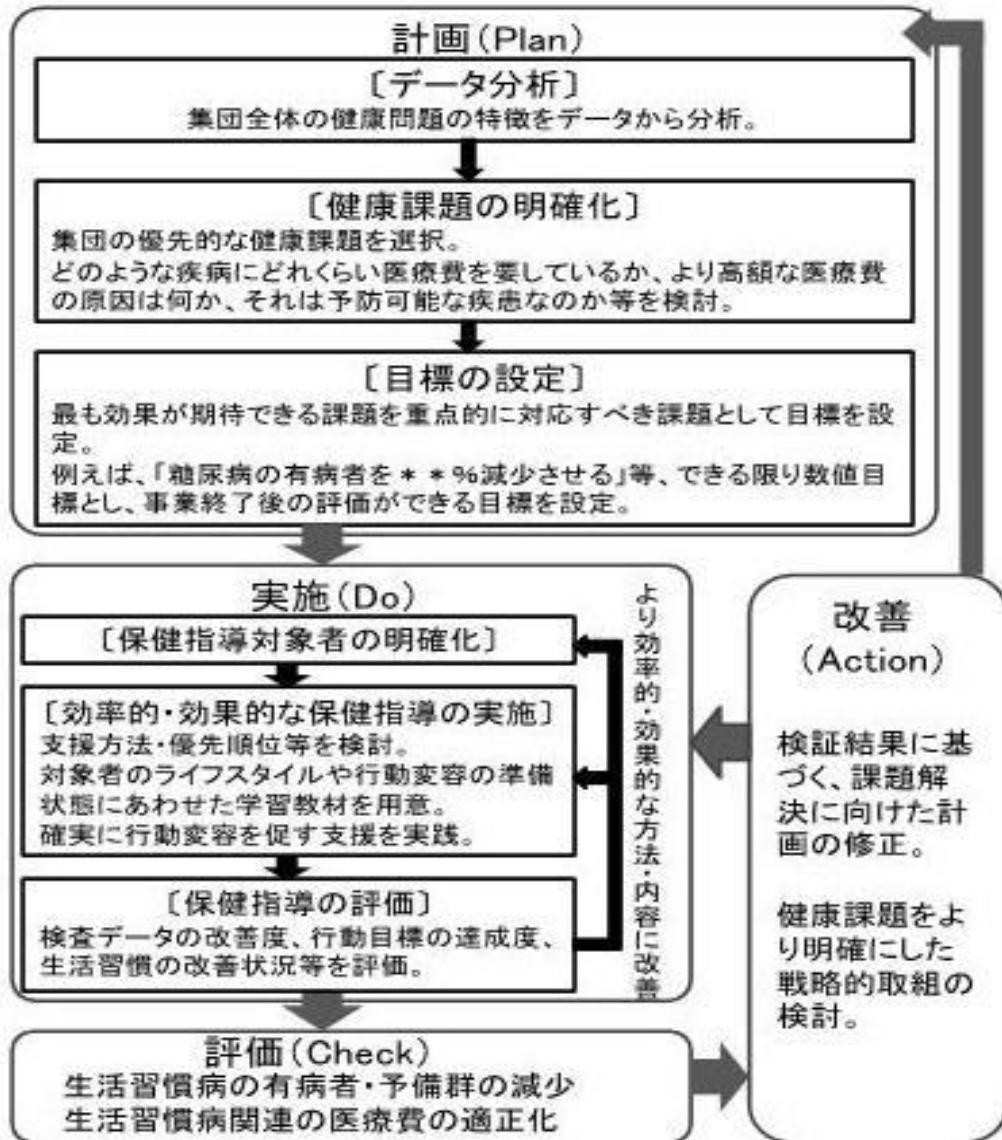 計画(Plan)
〔データ分析〕
集団全体の健康問題の特徴をデータから分析。
〔健康課題の明確化〕
集団の優先的な健康課題を選択。
どのような疾病にどれくらい医療費を要しているか、より高額な医療費
の原因は何か、それは予防可能な疾患なのか等を検討。
〔目標の設定〕
最も効果が期待できる課題を重点的に対応すべき課題として目標を設
定。
例えば、「糖尿病の有病者を**%減少させる」等、できる限り数値目
標とし、事業終了後の評価ができる目標を設定。
実施(Do)
〔保健指導対象者の明確化〕
〔効率的・効果的な保健指導の実施〕
支援方法・優先順位等を検討。
対象者のライフスタイルや行動変容の準備
状態にあわせた学習教材を用意。
確実に行動変容を促す支援を実践。
〔保健指導の評価〕
検査データの改善度、行動目標の達成度、
生活習慣の改善状況等を評価。
より効率的・効果的な方法・内容に改善
評価(Check)
生活習慣病の有病者・予備群の減少
生活習慣病関連の医療費の適正化
改善
(Action)
検証結果に基
づく、課題解
決に向けた計
画の修正。
健康課題をよ
り明確にした
戦略的取組の
検討。